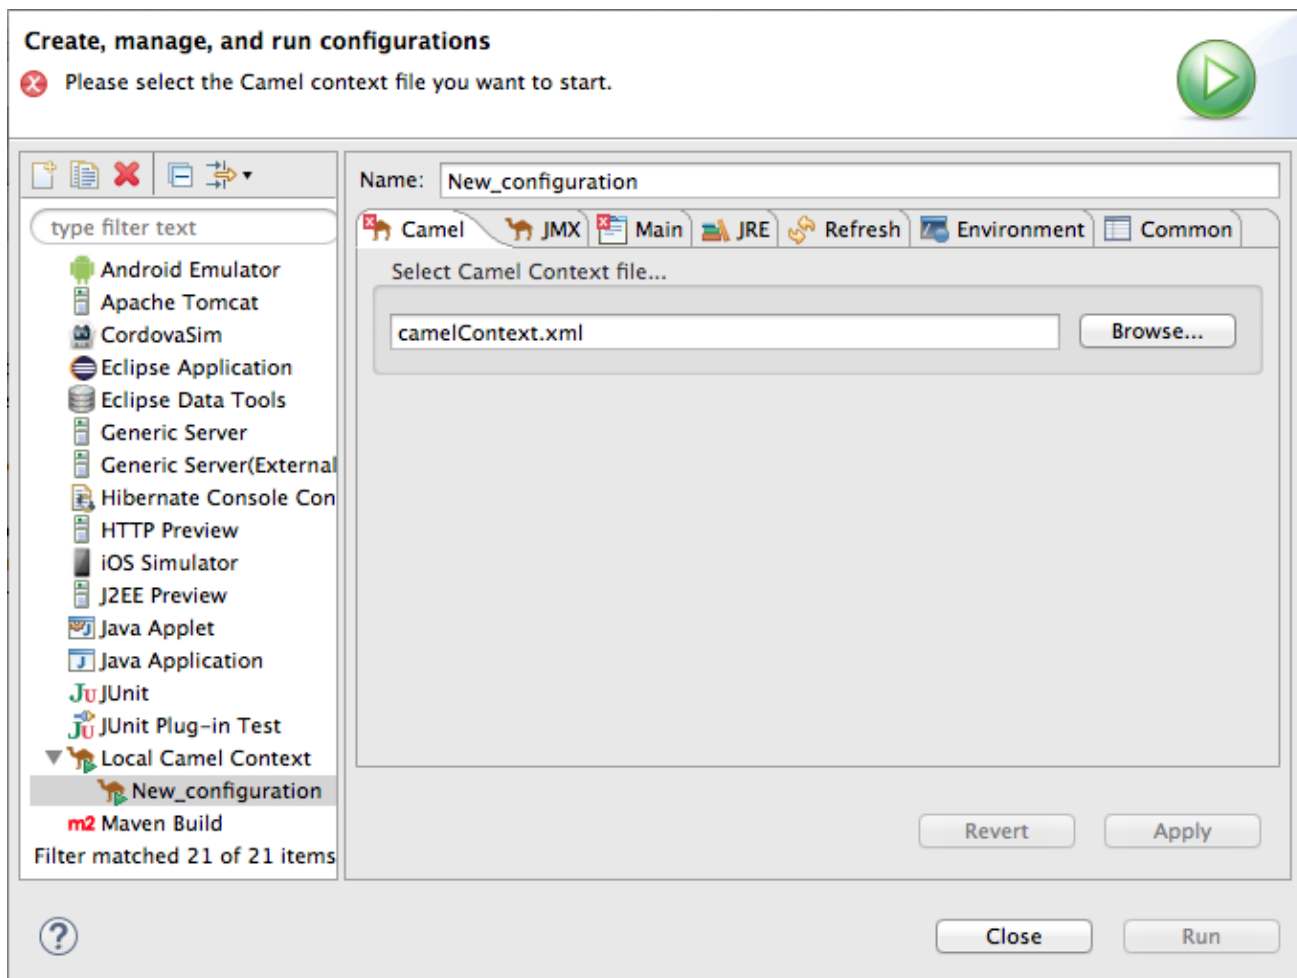 Create, manage, and run configurations
Please select the Camel context file you want to start.
Name: New_configuration
type filter text
Camel JMX Main JRE Refresh Environment Common
Select Camel Context file...
camelContext.xml Browse...
Android Emulator
Apache Tomcat
CordovaSim
Eclipse Application
Eclipse Data Tools
Generic Server
Generic Server(External
Hibernate Console Con
HTTP Preview
iOS Simulator
J2EE Preview
Java Applet
Java Application
Ju JUnit
JU JUnit Plug-in Test
Local Camel Context
New_configuration
m2 Maven Build
Filter matched 21 of 21 items
Revert Apply
? Close Run